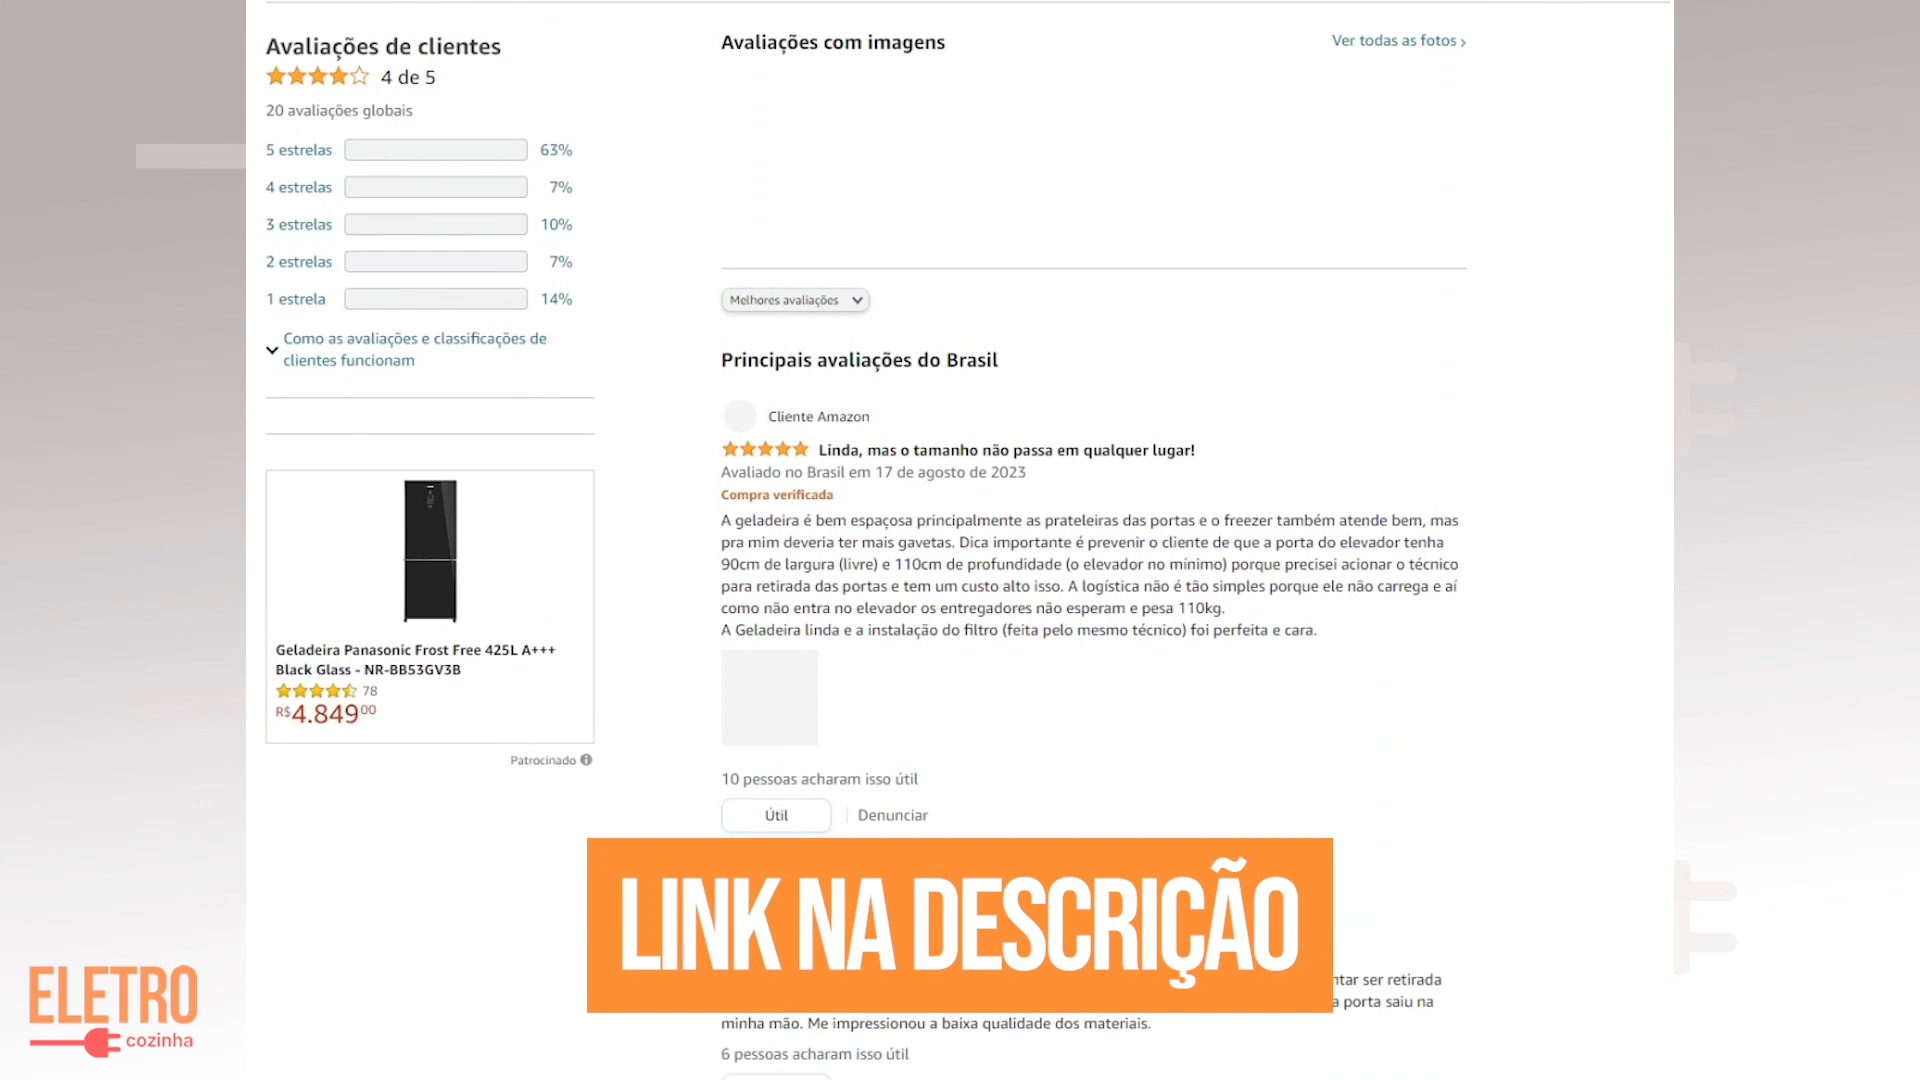 Avaliações de clientes
4 de 5
20 avaliações globais
5 estrelas 63%
4 estrelas 7%
3 estrelas 10%
2 estrelas 7%
1 estrela 14%
Como as avaliações e classificações de
clientes funcionam
Geladeira Panasonic Frost Free 425L A+++
Black Glass - NR-BB53GV3B
78
R$4.84900
Patrocinado
Avaliações com imagens
Ver todas as fotos ›
Melhores avaliações
Principais avaliações do Brasil
Cliente Amazon
Linda, mas o tamanho não passa em qualquer lugar!
Avaliado no Brasil em 17 de agosto de 2023
Compra verificada
A geladeira é bem espaçosa principalmente as prateleiras das portas e o freezer também atende bem, mas
pra mim deveria ter mais gavetas. Dica importante é prevenir o cliente de que a porta do elevador tenha
90cm de largura (livre) e 110cm de profundidade (o elevador no mínimo) porque precisei acionar o técnico
para retirada das portas e tem um custo alto isso. A logística não é tão simples porque ele não carrega e aí
como não entra no elevador os entregadores não esperam e pesa 110kg.
A Geladeira linda e a instalação do filtro (feita pelo mesmo técnico) foi perfeita e cara.
10 pessoas acharam isso útil
Útil
Denunciar
LINK NA DESCRIÇÃO
ser retirada
a porta saiu na
minha mão. Me impressionou a baixa qualidade dos materiais.
6 pessoas acharam isso útil
ELETRO
cozinha